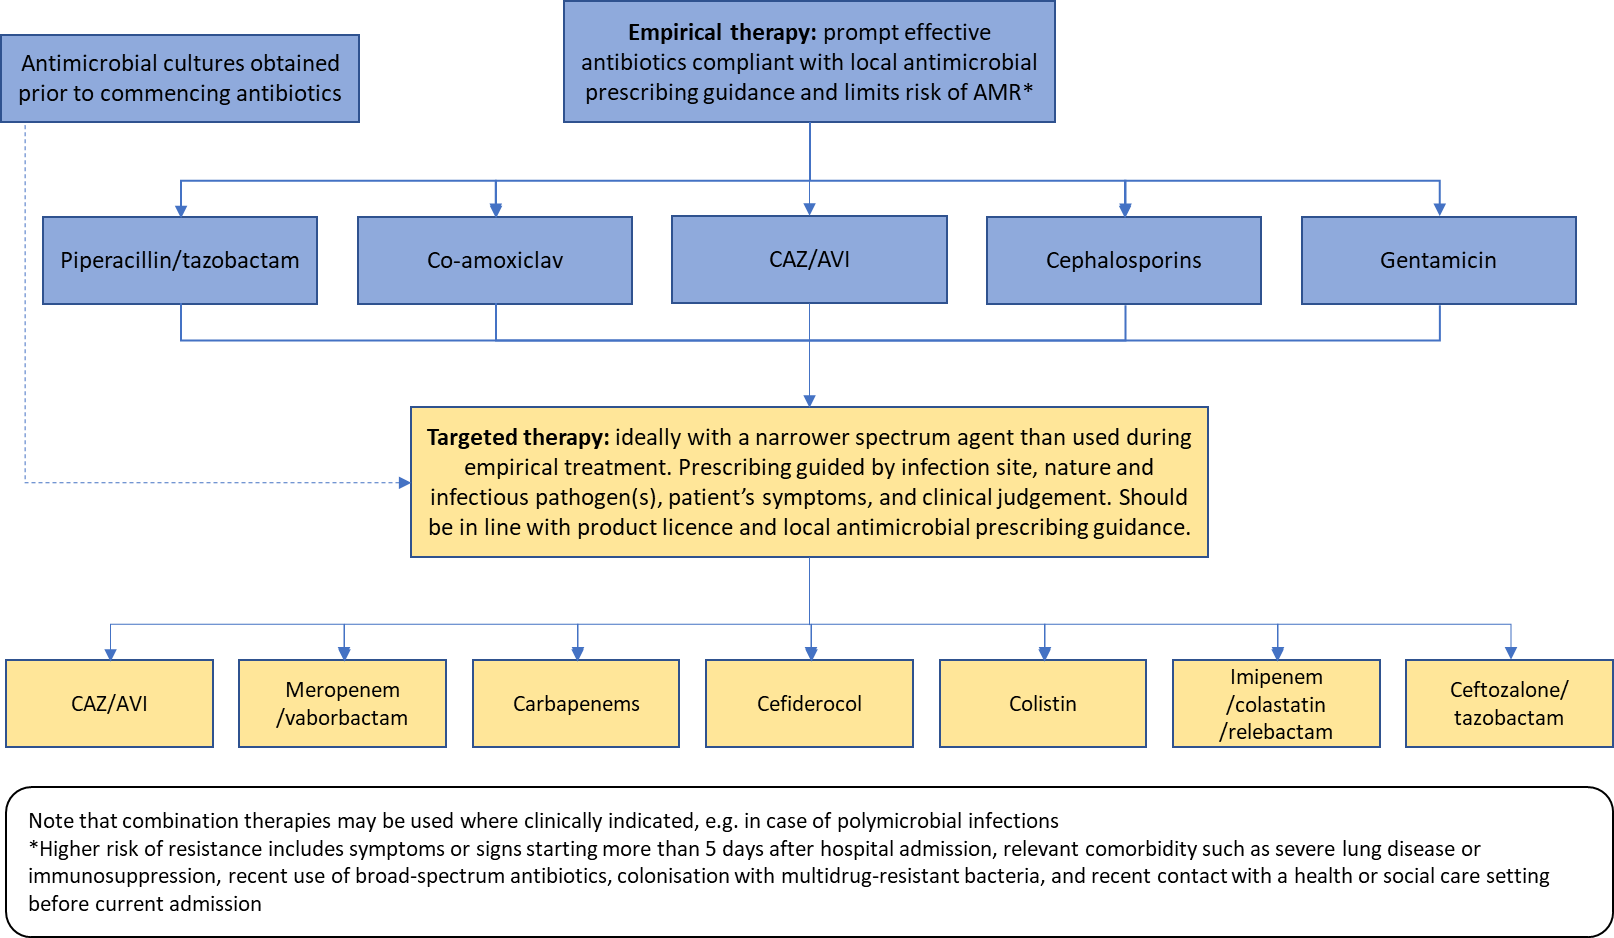 Antimicrobial cultures obtained
prior to commencing antibiotics
Empirical therapy: prompt effective
antibiotics compliant with local antimicrobial
prescribing guidance and limits risk of AMR*
Piperacillin/tazobactam
Co-amoxiclav
CAZ/AVI
Cephalosporins
Gentamicin
Targeted therapy: ideally with a narrower spectrum agent than used during
empirical treatment. Prescribing guided by infection site, nature and
infectious pathogen(s), patient’s symptoms, and clinical judgement. Should
be in line with product licence and local antimicrobial prescribing guidance.
CAZ/AVI
Meropenem
/vaborbactam
Carbapenems
Cefiderocol
Colistin
Imipenem
/colastatin
/relebactam
Ceftozalone/
tazobactam
Note that combination therapies may be used where clinically indicated, e.g. in case of polymicrobial infections
*Higher risk of resistance includes symptoms or signs starting more than 5 days after hospital admission, relevant comorbidity such as severe lung disease or
immunosuppression, recent use of broad-spectrum antibiotics, colonisation with multidrug-resistant bacteria, and recent contact with a health or social care setting
before current admission